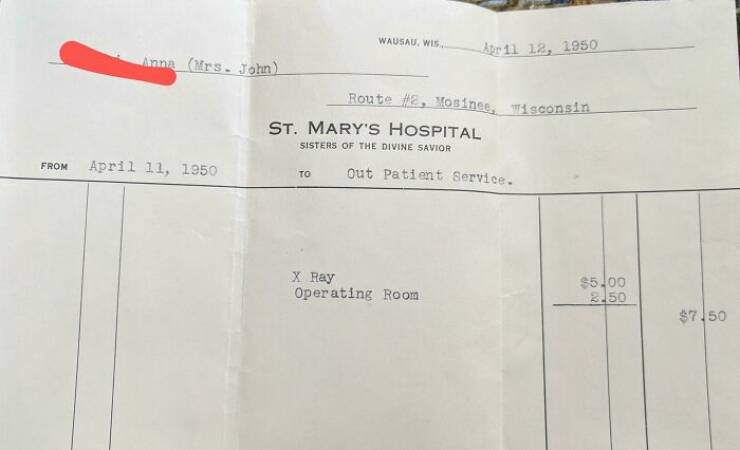 WAUSAU, WIS., April 12, 1950
Anna (Mrs. John)
Route #2, Mosinee, Wisconsin
ST. MARY'S HOSPITAL
SISTERS OF THE DIVINE SAVIOR
FROM April 11, 1950 TO Out Patient Service.
X Ray $5.00
Operating Room 2.50
$7.50